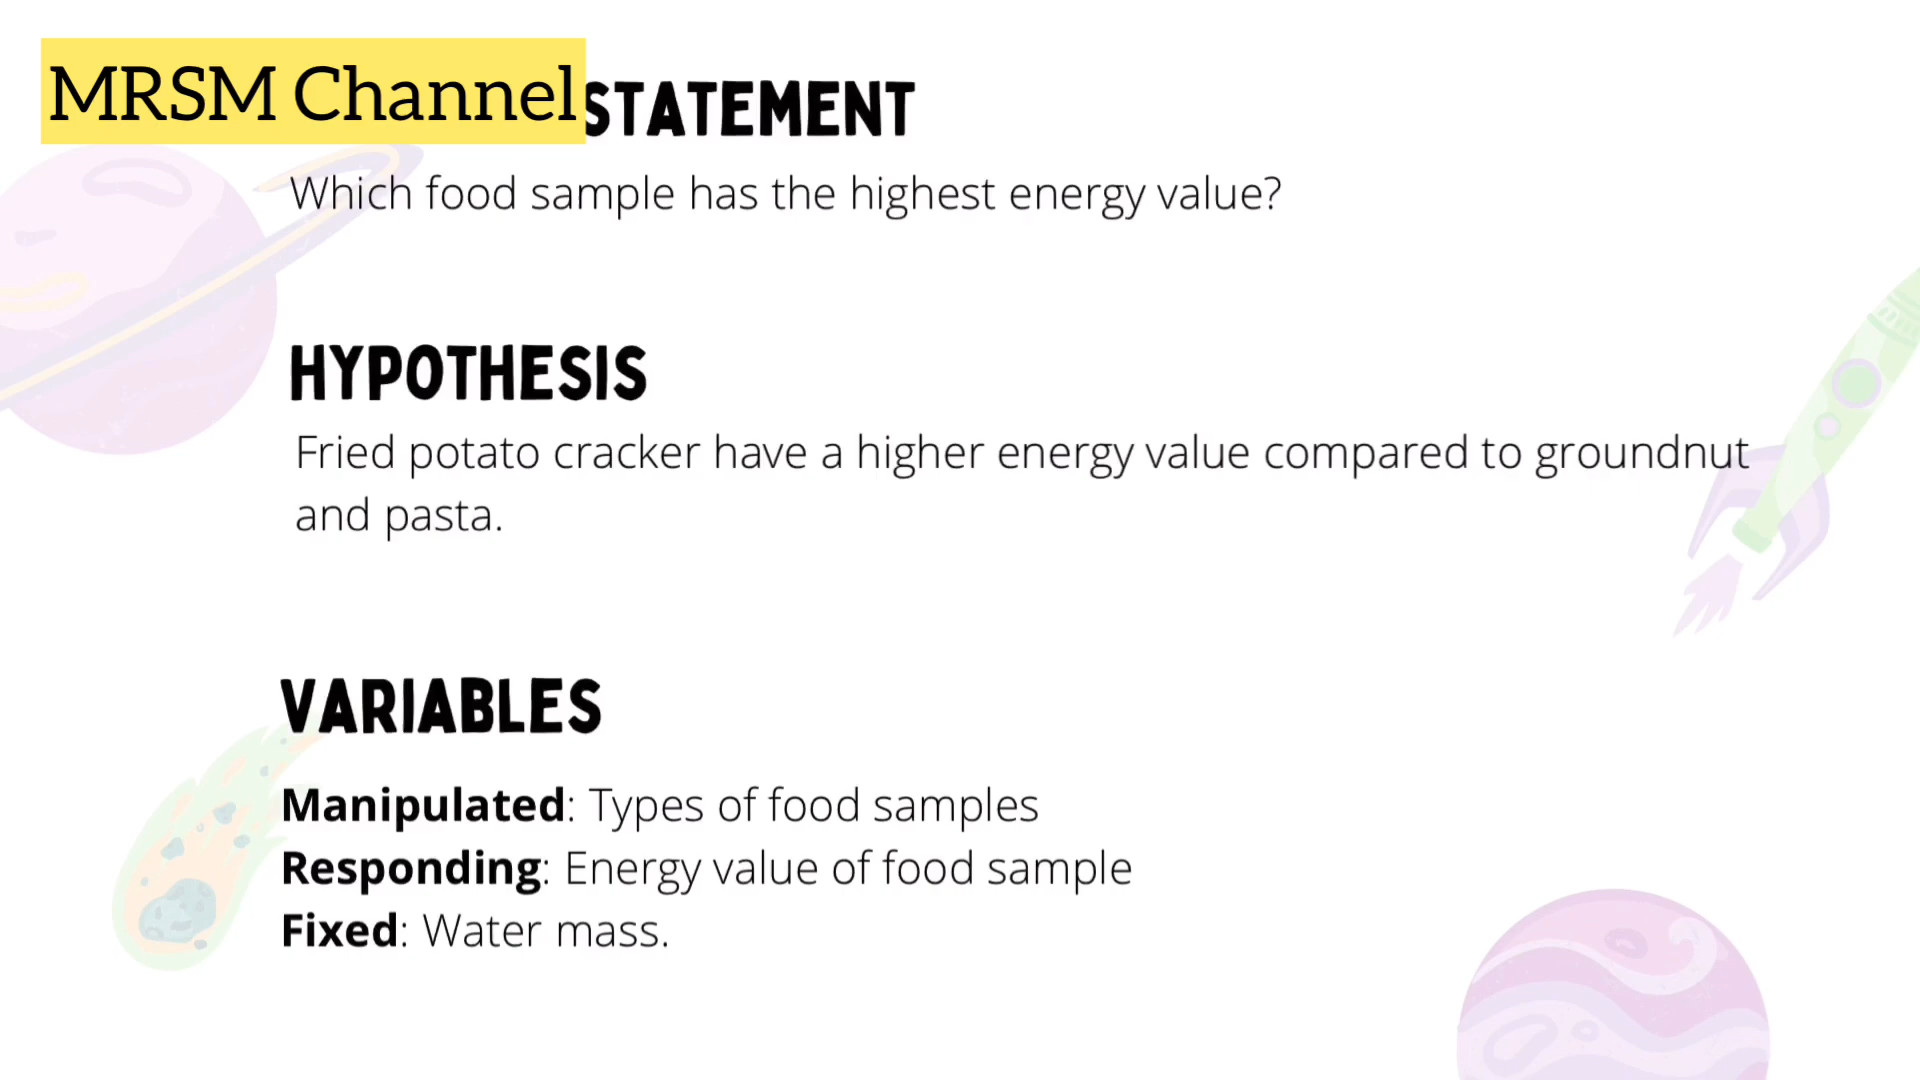 MRSM Channel
STATEMENT
Which food sample has the highest energy value?
HYPOTHESIS
Fried potato cracker have a higher energy value compared to groundnut
and pasta.
VARIABLES
Manipulated: Types of food samples
Responding: Energy value of food sample
Fixed: Water mass.